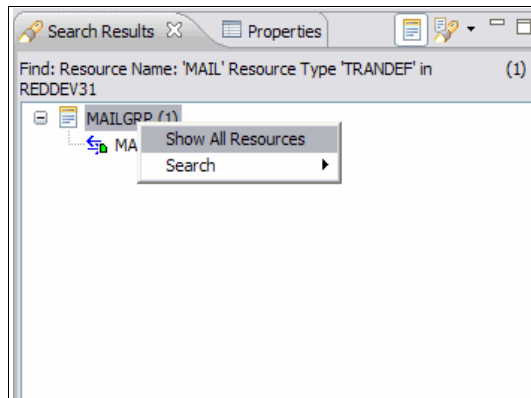 Search Results
Properties
Find: Resource Name: 'MAIL' Resource Type 'TRANDEF' in (1)
REDDEV31
MAILGRP (1)
MA
Show All Resources
Search